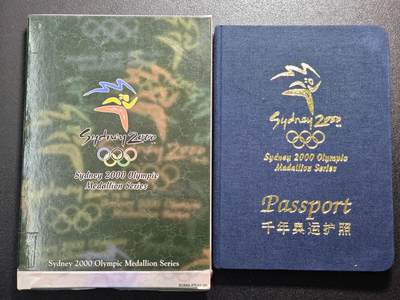 Sydney 2000
Sydney 2000 Olympic
Medallion Series
Sydney 2000 Olympic Medallion Series
Sydney 2000
Sydney 2000 Olympic
Medallion Series
Passport
千年奥运护照